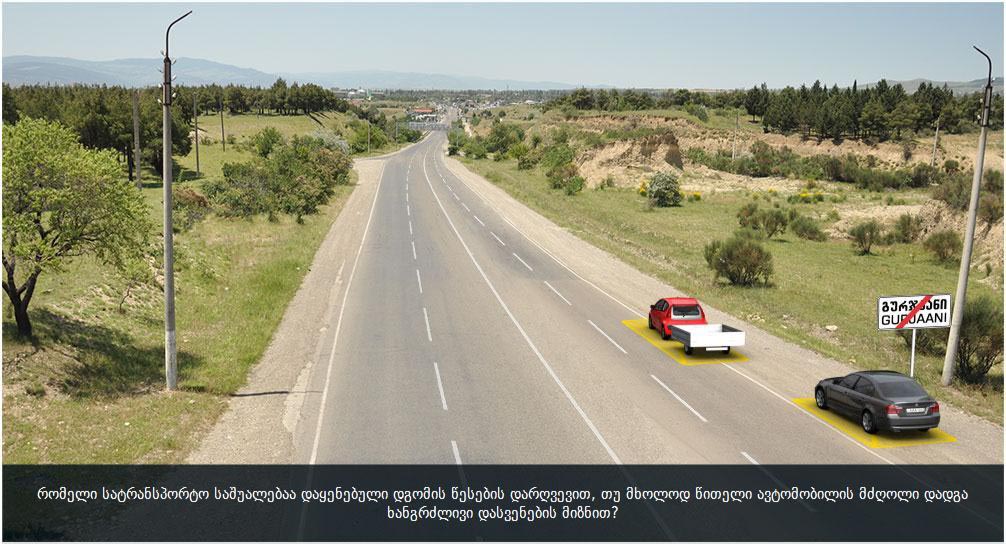 გურჯაანი
GURJAANI
რომელი სატრანსპორტო საშუალებაა დაყენებული დგომის წესების დარღვევით, თუ მხოლოდ წითელი ავტომობილის მძღოლი დადგა
ხანგრძლივი დასვენების მიზნით?